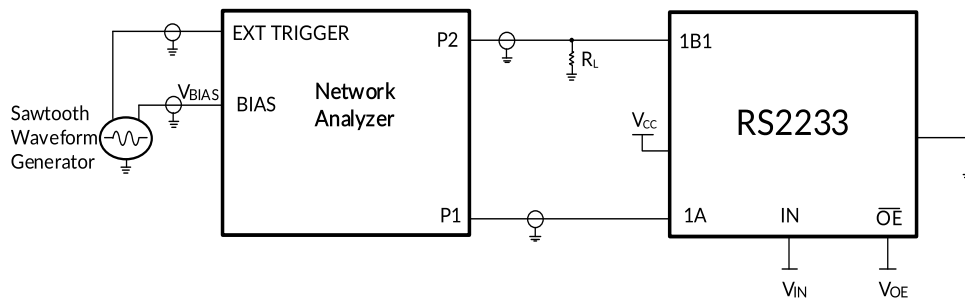 EXT TRIGGER
P2
1B1
RL
VBIAS
BIAS
Network
Analyzer
Sawtooth
Waveform
Generator
VCC
RS2233
P1
1A
IN
OE
VIN
VOE